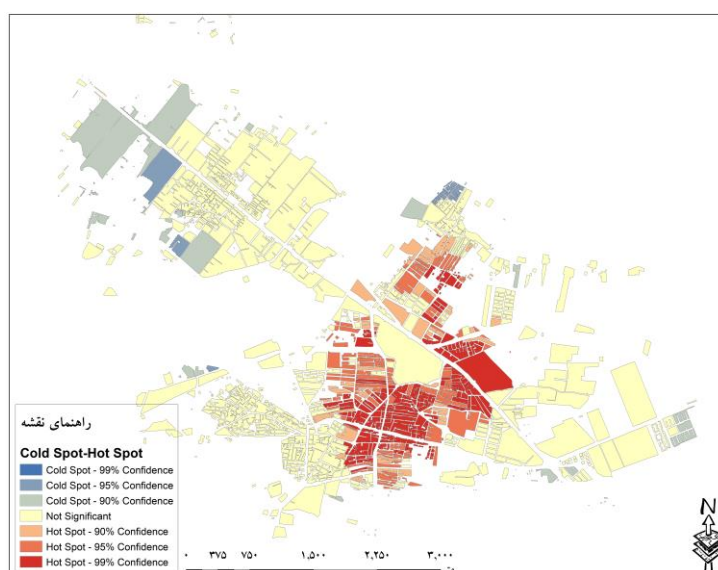 راهنمای نقشه
Cold Spot-Hot Spot
Cold Spot - 99% Confidence
Cold Spot - 95% Confidence
Cold Spot - 90% Confidence
Not Significant
Hot Spot - 90% Confidence
Hot Spot - 95% Confidence
Hot Spot - 99% Confidence
۰ ۳۷۵ ۷۵۰ ۱,۵۰۰ ۲,۲۵۰ ۳,۰۰۰
N